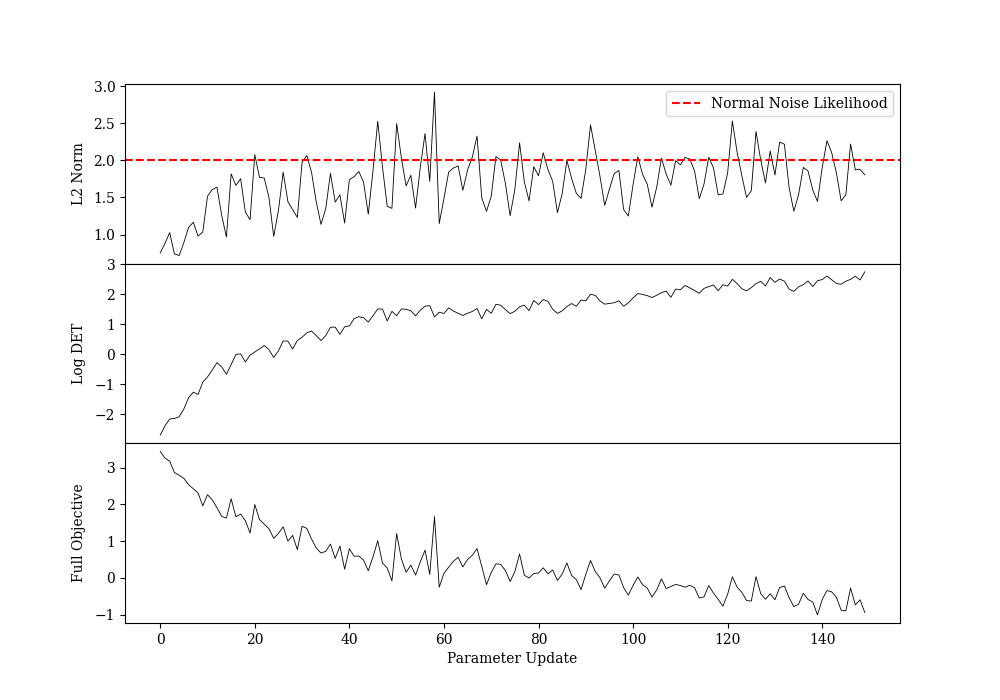 3.0
2.5
2.0
1.5
1.0
L2 Norm
Normal Noise Likelihood
3
2
1
0
−1
−2
Log DET
3
2
1
0
−1
Full Objective
0 20 40 60 80 100 120 140
Parameter Update